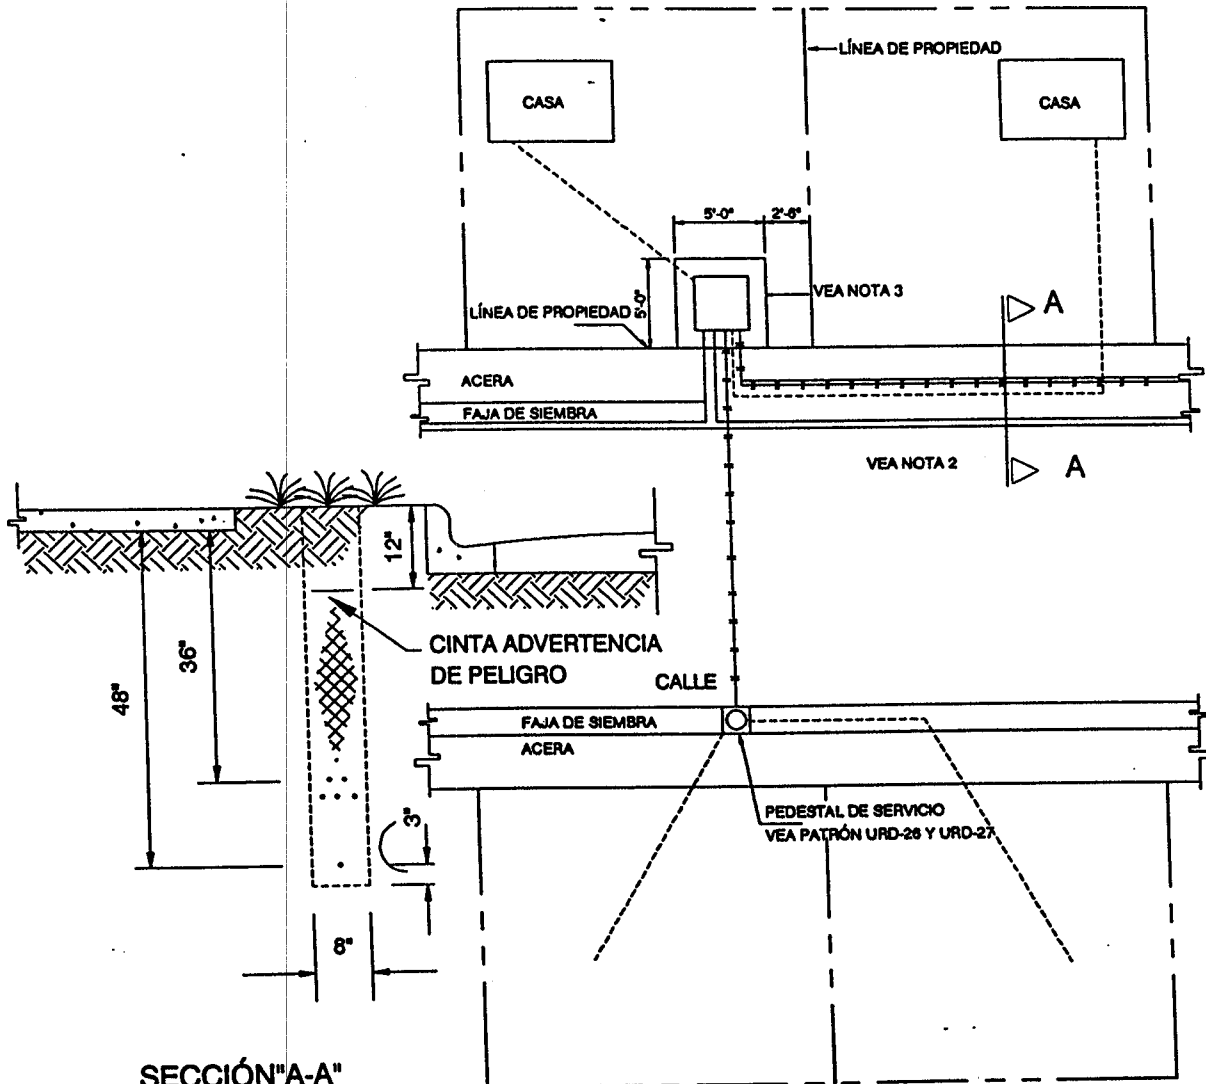 LÍNEA DE PROPIEDAD
CASA
CASA
5'-0"
2'-6"
5'-0"
VEA NOTA 3
LÍNEA DE PROPIEDAD
A
ACERA
FAJA DE SIEMBRA
VEA NOTA 2
A
12"
36"
48"
CINTA ADVERTENCIA
DE PELIGRO
CALLE
FAJA DE SIEMBRA
ACERA
3"
PEDESTAL DE SERVICIO
VEA PATRÓN URD-26 Y URD-27
8"
SECCIÓN"A-A"